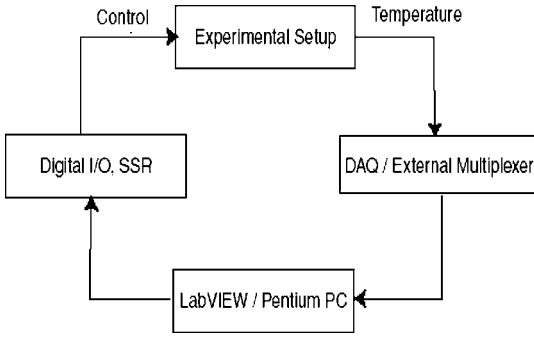 Control
Temperature
Experimental Setup
Digital I/O, SSR
DAQ / External Multiplexer
LabVIEW / Pentium PC